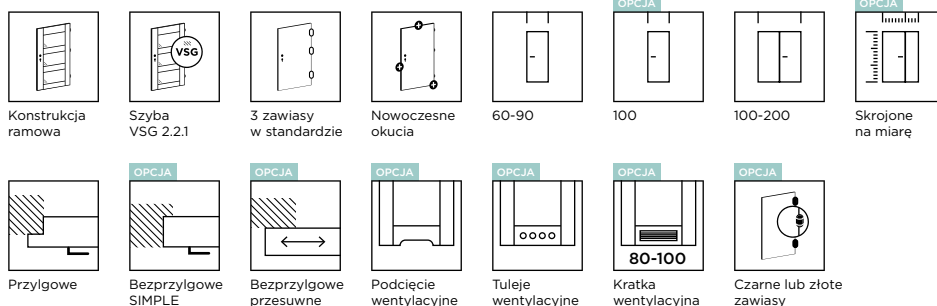 OPCJA
OPCJA
VSG
Konstrukcja
ramowa
Szyba
VSG 2.2.1
3 zawiasy
w standardzie
Nowoczesne
okucia
60-90
100
100-200
Skrojone
na miarę
OPCJA
OPCJA
OPCJA
OPCJA
OPCJA
OPCJA
80-100
Przylgowe
Bezprzylgowe
SIMPLE
Bezprzylgowe
przesuwne
Podcięcie
wentylacyjne
Tuleje
wentylacyjne
Kratka
wentylacyjna
Czarne lub złote
zawiasy